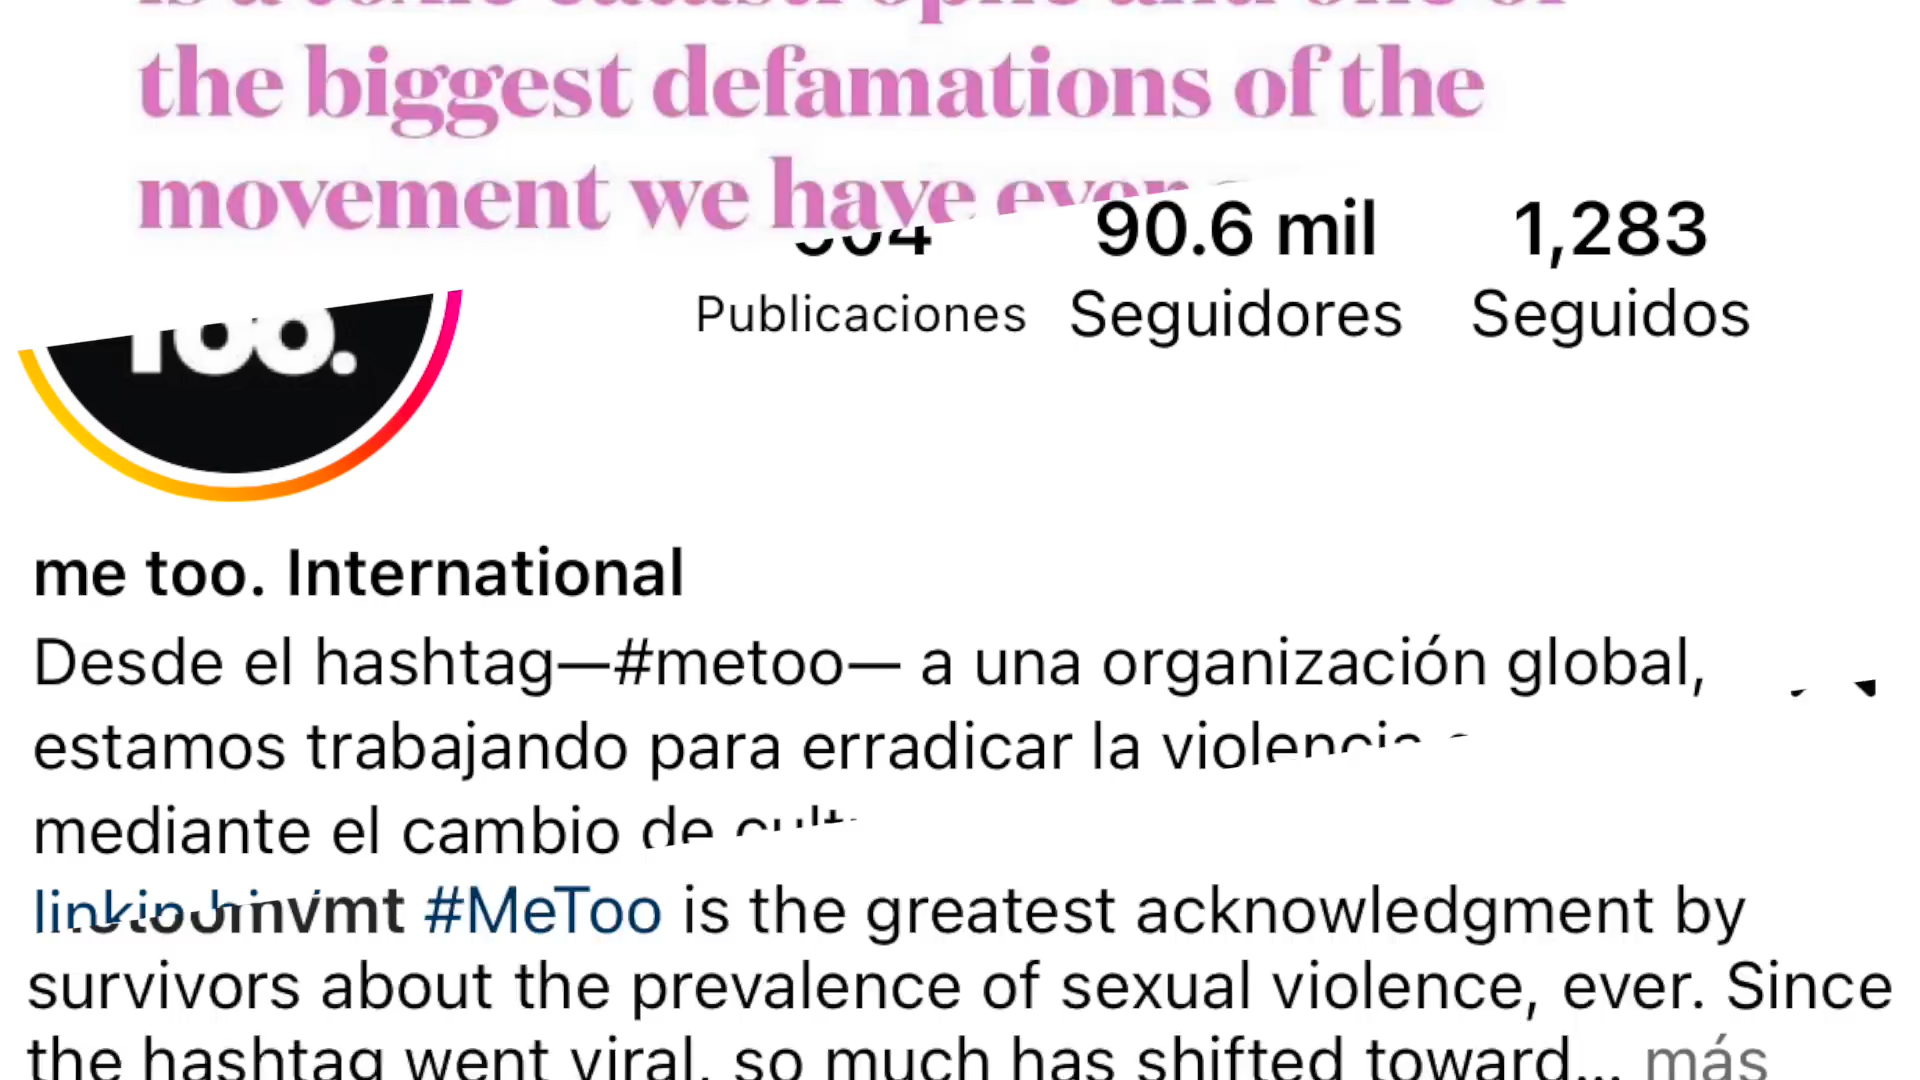 the biggest defamations of the
movement we have ever
90.6 mil 1,283
Publicaciones Seguidores Seguidos
TOO.
me too. International
Desde el hashtag—#metoo— a una organización global,
estamos trabajando para erradicar la violencia
mediante el cambio de
#MeToo is the greatest acknowledgment by
survivors about the prevalence of sexual violence, ever. Since
the hashtag went viral, so much has shifted toward... más